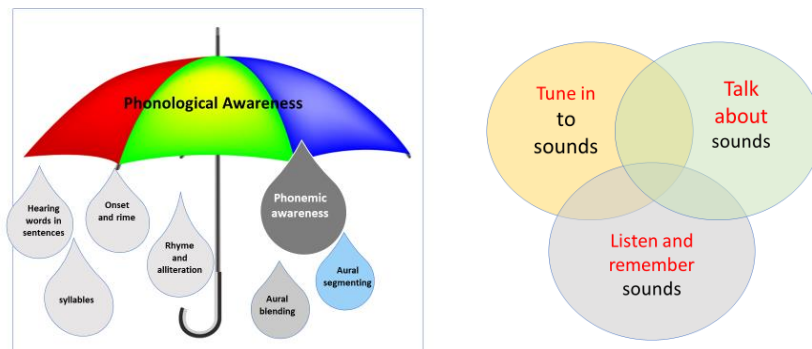 Phonological Awareness
Hearing
words in
sentences
Onset
and rime
syllables
Rhyme
and
alliteration
Phonemic
awareness
Aural
blending
Aural
segmenting
Tune in
to
sounds
Talk
about
sounds
Listen and
remember
sounds